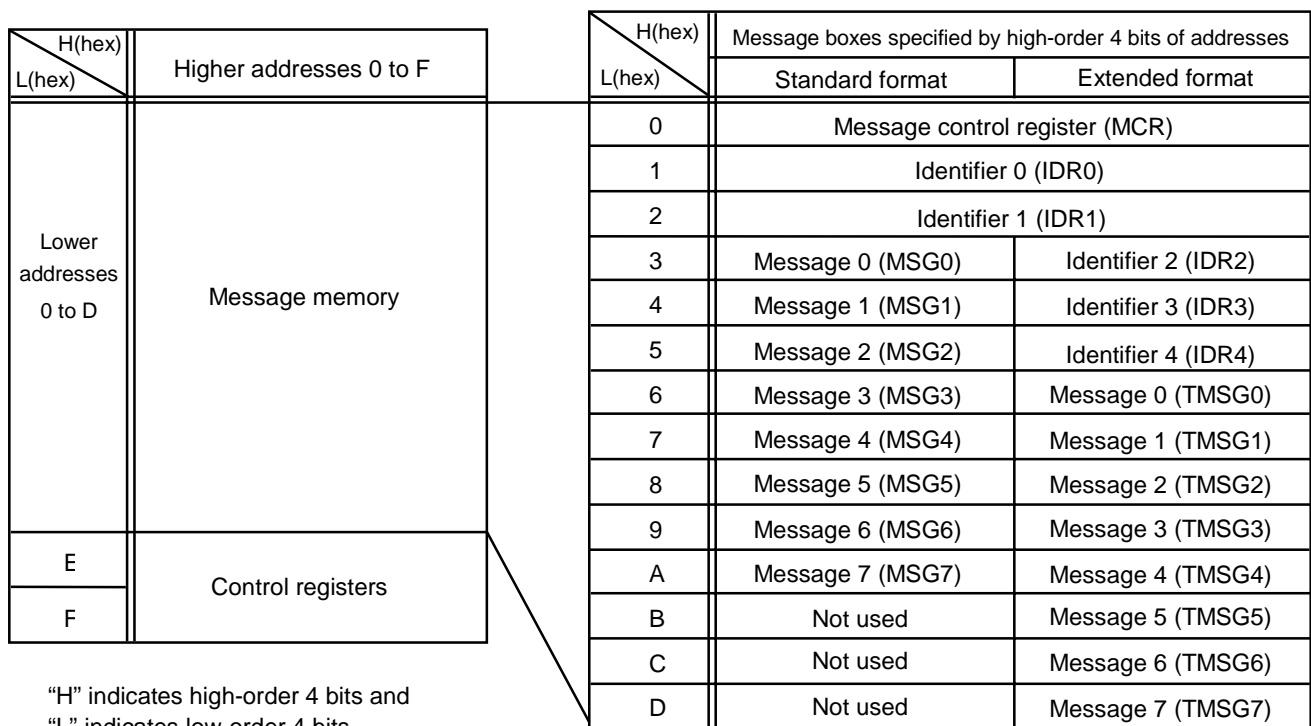 H(hex)
L(hex)
Higher addresses 0 to F
Lower
addresses
0 to D
Message memory
E
F
Control registers
“H” indicates high-order 4 bits and
“L” indicates low-order 4 bits
H(hex)
L(hex)
Message boxes specified by high-order 4 bits of addresses
Standard format Extended format
0 Message control register (MCR)
1 Identifier 0 (IDR0)
2 Identifier 1 (IDR1)
3 Message 0 (MSG0) Identifier 2 (IDR2)
4 Message 1 (MSG1) Identifier 3 (IDR3)
5 Message 2 (MSG2) Identifier 4 (IDR4)
6 Message 3 (MSG3) Message 0 (TMSG0)
7 Message 4 (MSG4) Message 1 (TMSG1)
8 Message 5 (MSG5) Message 2 (TMSG2)
9 Message 6 (MSG6) Message 3 (TMSG3)
A Message 7 (MSG7) Message 4 (TMSG4)
B Not used Message 5 (TMSG5)
C Not used Message 6 (TMSG6)
D Not used Message 7 (TMSG7)